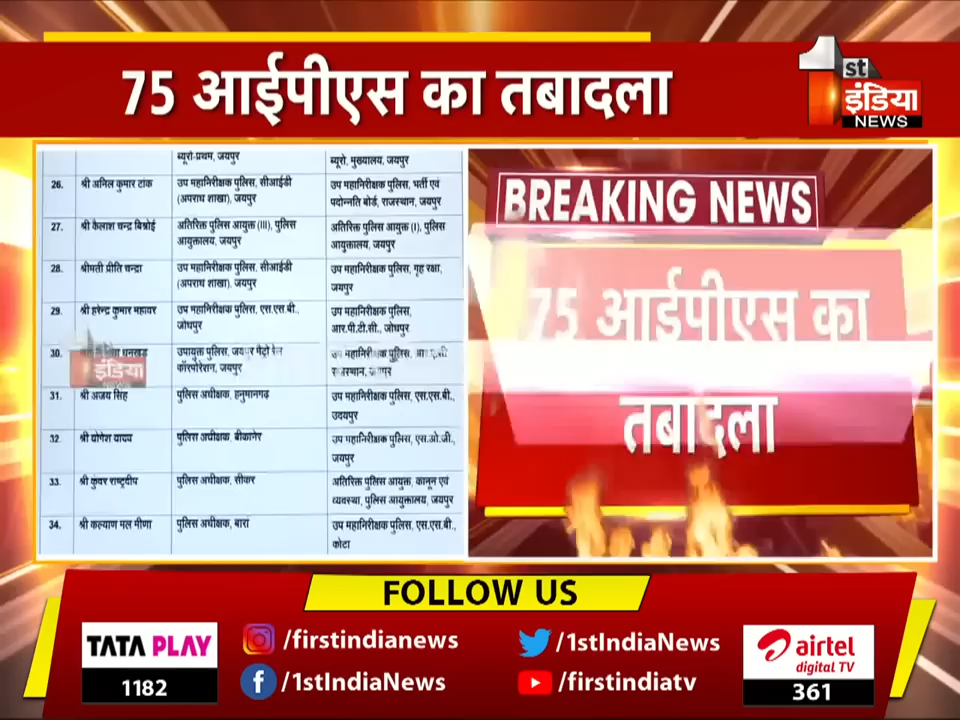 75 आईपीएस का तबादला
1st
इंडिया
NEWS
ब्यूरो-प्रथम, जयपुर
ब्यूरो, मुख्यालय, जयपुर
26.
श्री अनिल कुमार टांक
उप महानिरीक्षक पुलिस, सीआईडी
(अपराध शाखा), जयपुर
उप महानिरीक्षक पुलिस, भर्ती एवं
पदोन्नति बोर्ड, राजस्थान, जयपुर
27.
श्री कैलाश चन्द्र बिश्नोई
अतिरिक्त पुलिस आयुक्त (III), पुलिस
आयुक्तालय, जयपुर
अतिरिक्त पुलिस आयुक्त (I), पुलिस
आयुक्तालय, जयपुर
28.
श्रीमती प्रीति चन्द्रा
उप महानिरीक्षक पुलिस, सीआईडी
(अपराध शाखा), जयपुर
उप महानिरीक्षक पुलिस, गृह रक्षा,
जयपुर
29.
श्री हरेन्द्र कुमार महावर
उप महानिरीक्षक पुलिस, एस.एस.बी.,
जोधपुर
उप महानिरीक्षक पुलिस,
आर.पी.टी.सी., जोधपुर
30.
इंडिया
धनखड़
उपायुक्त पुलिस, जयपुर मैट्रो रेल
कॉरपोरेशन, जयपुर
उप महानिरीक्षक पुलिस,
राजस्थान, जयपुर
31.
श्री अजय सिंह
पुलिस अधीक्षक, हनुमानगढ़
उप महानिरीक्षक पुलिस, एस.एस.बी.,
उदयपुर
32.
श्री योगेश यादव
पुलिस अधीक्षक, बीकानेर
उप महानिरीक्षक पुलिस, एस.ओ.जी.,
जयपुर
33.
श्री कुंवर राष्ट्रदीप
पुलिस अधीक्षक, सीकर
अतिरिक्त पुलिस आयुक्त, कानून एवं
व्यवस्था, पुलिस आयुक्तालय, जयपुर
34.
श्री कल्याण मल मीणा
पुलिस अधीक्षक, बारां
उप महानिरीक्षक पुलिस, एस.एस.बी.,
कोटा
BREAKING NEWS
75 आईपीएस का
तबादला
FOLLOW US
TATA PLAY
1182
/firstindianews
/1stIndiaNews
/1stIndiaNews
/firstindiatv
airtel
digital TV
361